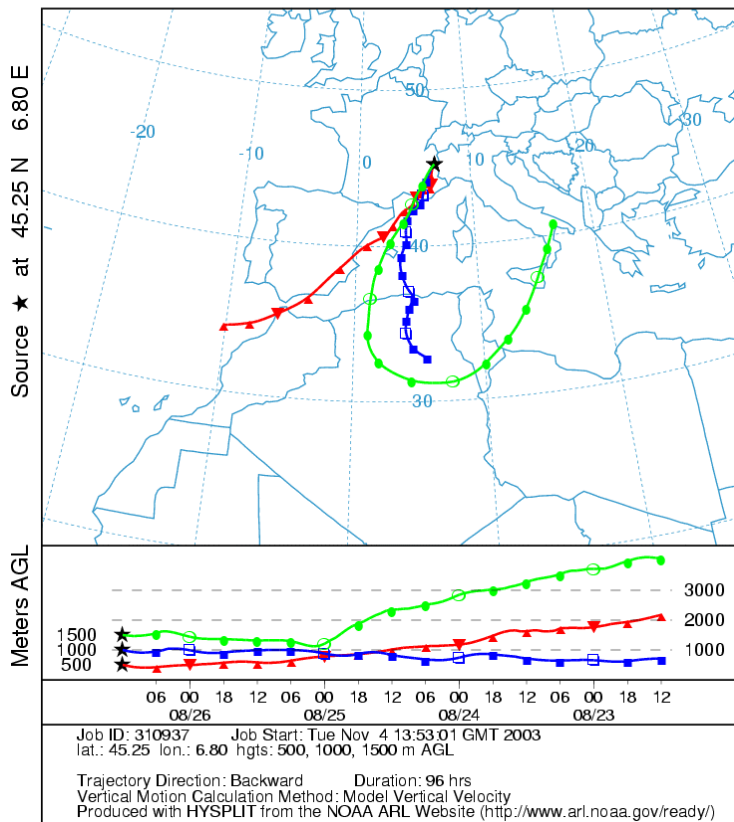 Source ★ at 45.25 N 6.80 E
50
-20
-10
0
10
20
30
40
30
Meters AGL
1500
1000
500
3000
2000
1000
06 00 18 12 06 00 18 12 06 00 18 12 06 00 18 12
08/26 08/25 08/24 08/23
Job ID: 310937 Job Start: Tue Nov 4 13:53:01 GMT 2003
lat.: 45.25 lon.: 6.80 hgts: 500, 1000, 1500 m AGL
Trajectory Direction: Backward Duration: 96 hrs
Vertical Motion Calculation Method: Model Vertical Velocity
Produced with HYSPLIT from the NOAA ARL Website (http://www.arl.noaa.gov/ready/)